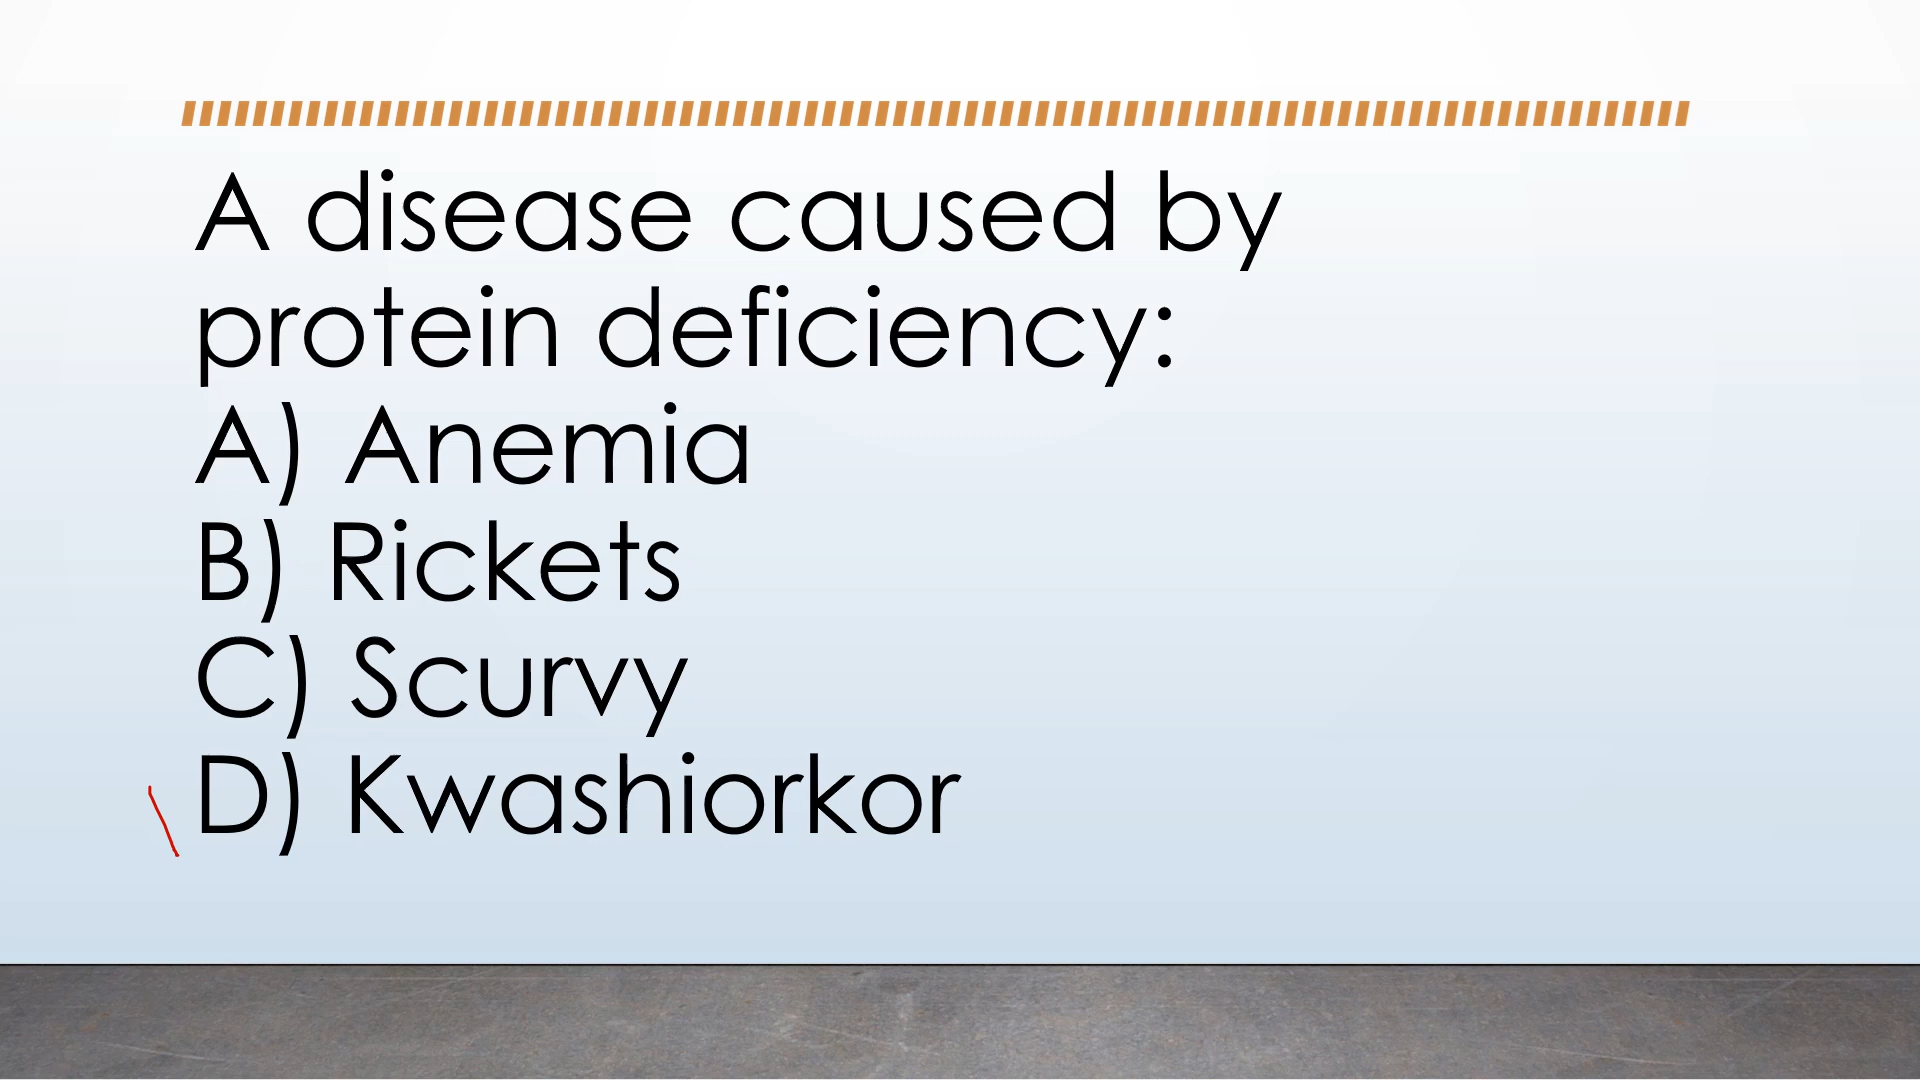 A disease caused by
protein deficiency:
A) Anemia
B) Rickets
C) Scurvy
D) Kwashiorkor